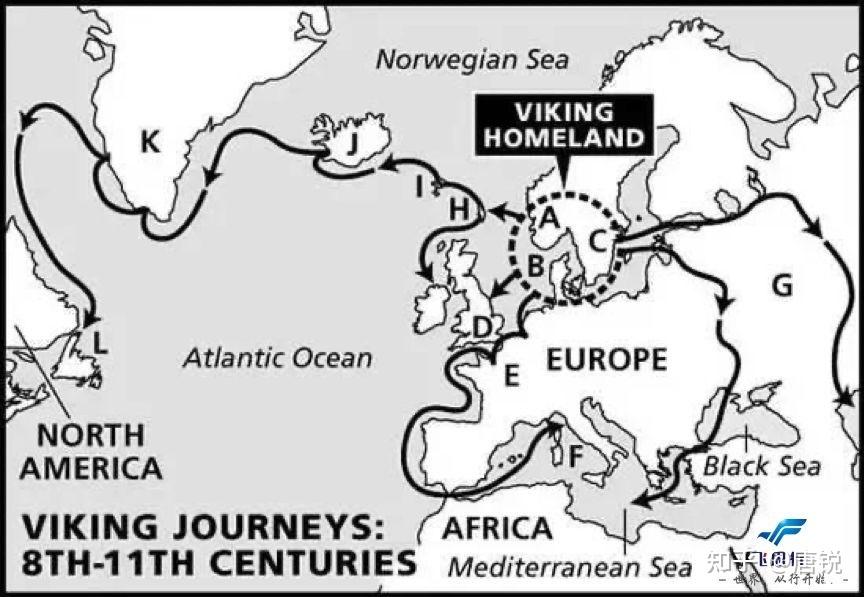 Norwegian Sea
VIKING
HOMELAND
K
J
I
H
A
C
B
G
D
L
E
EUROPE
Atlantic Ocean
F
NORTH
AMERICA
Black Sea
VIKING JOURNEYS:
8TH-11TH CENTURIES
AFRICA
Mediterranean Sea
知乎 @唐锐
- 世界，从行开始. -